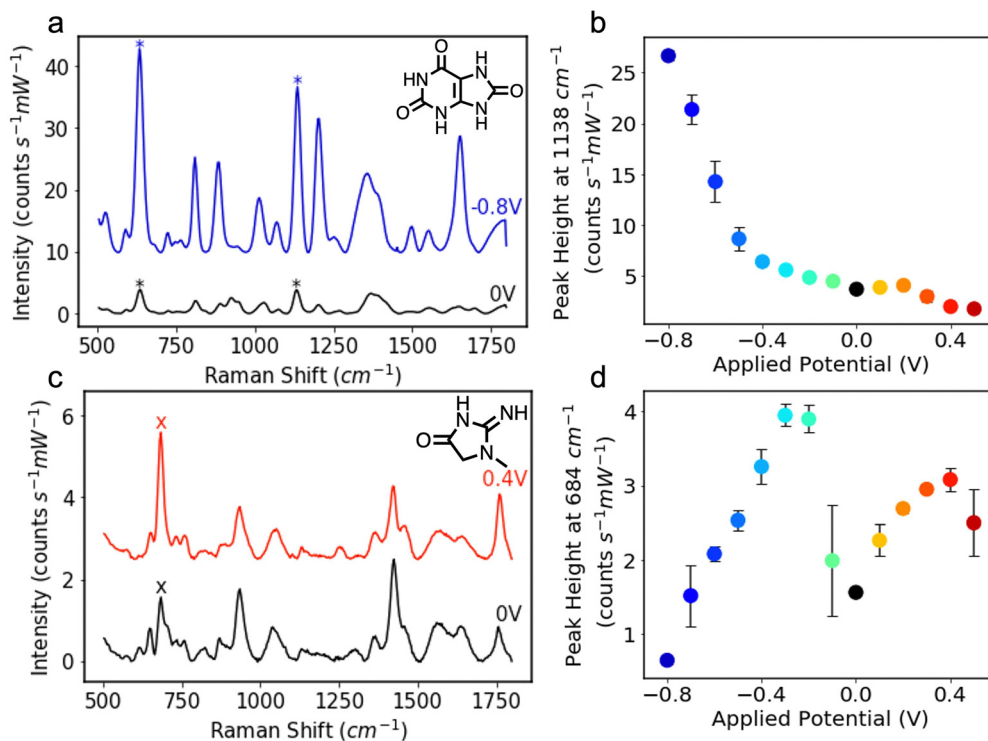 a
Intensity (counts s⁻¹mW⁻¹)
40
30
20
10
0
*
*
*
*
-0.8V
0V
O
HN
O
N
H
H
N
N
H
O
500
750
1000
1250
1500
1750
Raman Shift (cm⁻¹)
b
Peak Height at 1138 cm⁻¹
(counts s⁻¹mW⁻¹)
25
20
15
10
5
−0.8
−0.4
0.0
0.4
Applied Potential (V)
c
Intensity (counts s⁻¹mW⁻¹)
6
4
2
0
x
x
0.4V
0V
H
N
NH
O
N
500
750
1000
1250
1500
1750
Raman Shift (cm⁻¹)
d
Peak Height at 684 cm⁻¹
(counts s⁻¹mW⁻¹)
4
3
2
1
−0.8
−0.4
0.0
0.4
Applied Potential (V)